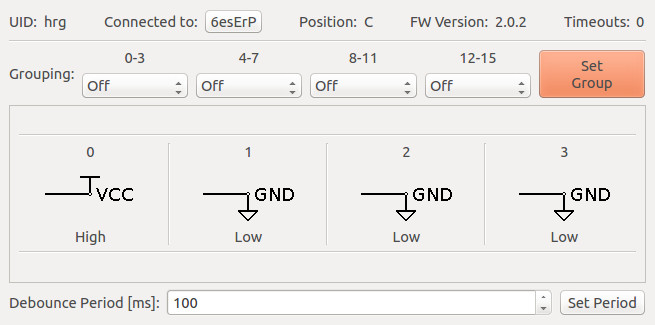 UID: hrg Connected to: 6esErP Position: C FW Version: 2.0.2 Timeouts: 0
0-3 4-7 8-11 12-15
Grouping: Off Off Off Off Set Group
0 1 2 3
VCC GND GND GND
High Low Low Low
Debounce Period [ms]: 100 Set Period